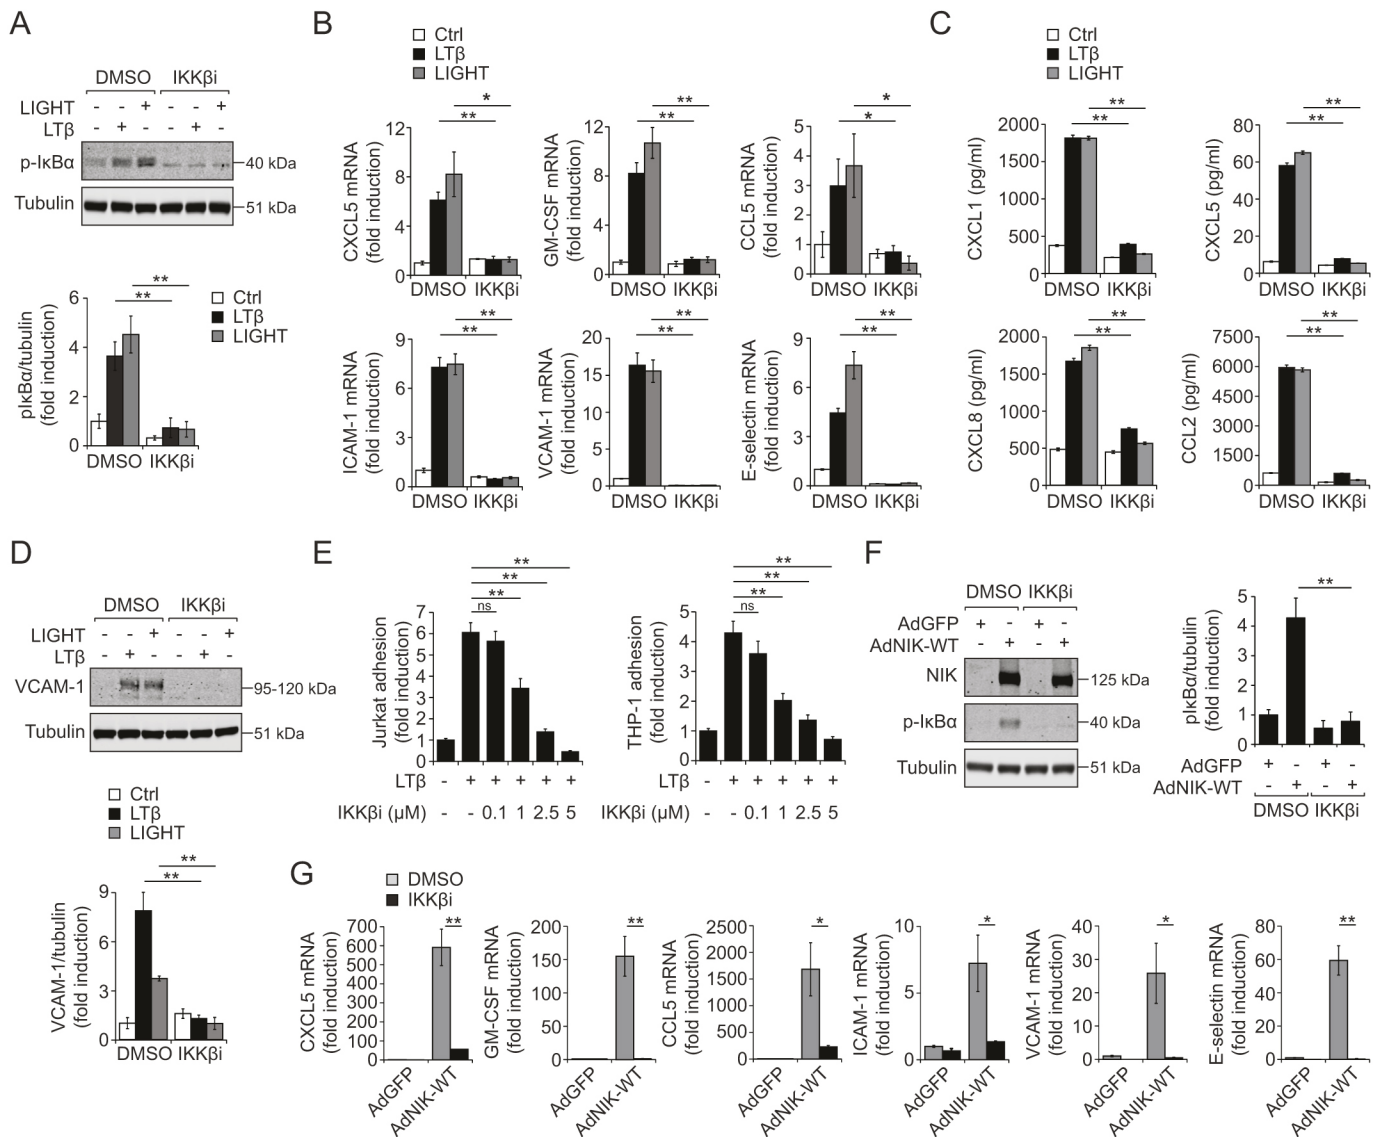 A
DMSO IKKβi
LIGHT - - + - - +
LTβ - + - - + -
p-IκBα 40 kDa
Tubulin 51 kDa
pIκBα/tubulin
(fold induction)
6
4
2
0
** **
Ctrl
LTβ
LIGHT
DMSO IKKβi
B
Ctrl
LTβ
LIGHT
CXCL5 mRNA
(fold induction)
12
8
4
0
* **
DMSO IKKβi
GM-CSF mRNA
(fold induction)
12
8
4
0
** **
DMSO IKKβi
CCL5 mRNA
(fold induction)
5
4
3
2
1
0
* *
DMSO IKKβi
ICAM-1 mRNA
(fold induction)
9
6
3
0
** **
DMSO IKKβi
VCAM-1 mRNA
(fold induction)
20
15
10
5
0
** **
DMSO IKKβi
E-selectin mRNA
(fold induction)
9
6
3
0
** **
DMSO IKKβi
C
Ctrl
LTβ
LIGHT
CXCL1 (pg/ml)
2000
1500
1000
500
0
** **
DMSO IKKβi
CXCL5 (pg/ml)
80
60
40
20
0
** **
DMSO IKKβi
CXCL8 (pg/ml)
2000
1500
1000
500
0
** **
DMSO IKKβi
CCL2 (pg/ml)
7500
6000
4500
3000
1500
0
** **
DMSO IKKβi
D
DMSO IKKβi
LIGHT - - + - - +
LTβ - + - - + -
VCAM-1 95-120 kDa
Tubulin 51 kDa
Ctrl
LTβ
LIGHT
VCAM-1/tubulin
(fold induction)
9
6
3
0
** **
DMSO IKKβi
E
Jurkat adhesion
(fold induction)
7
6
5
4
3
2
1
0
**
**
**
ns
LTβ - + + + + +
IKKβi (µM) - - 0.1 1 2.5 5
THP-1 adhesion
(fold induction)
5
4
3
2
1
0
**
**
**
ns
LTβ - + + + + +
IKKβi (µM) - - 0.1 1 2.5 5
F
DMSO IKKβi
AdGFP + - + -
AdNIK-WT - + - +
NIK 125 kDa
p-IκBα 40 kDa
Tubulin 51 kDa
pIκBα/tubulin
(fold induction)
5
4
3
2
1
0
**
AdGFP + - + -
AdNIK-WT - + - +
DMSO IKKβi
G
DMSO
IKKβi
CXCL5 mRNA
(fold induction)
700
600
500
400
300
200
100
0
**
AdGFP
AdNIK-WT
GM-CSF mRNA
(fold induction)
200
150
100
50
0
**
AdGFP
AdNIK-WT
CCL5 mRNA
(fold induction)
2500
2000
1500
1000
500
0
*
AdGFP
AdNIK-WT
ICAM-1 mRNA
(fold induction)
10
5
0
*
AdGFP
AdNIK-WT
VCAM-1 mRNA
(fold induction)
40
30
20
10
0
*
AdGFP
AdNIK-WT
E-selectin mRNA
(fold induction)
80
60
40
20
0
**
AdGFP
AdNIK-WT